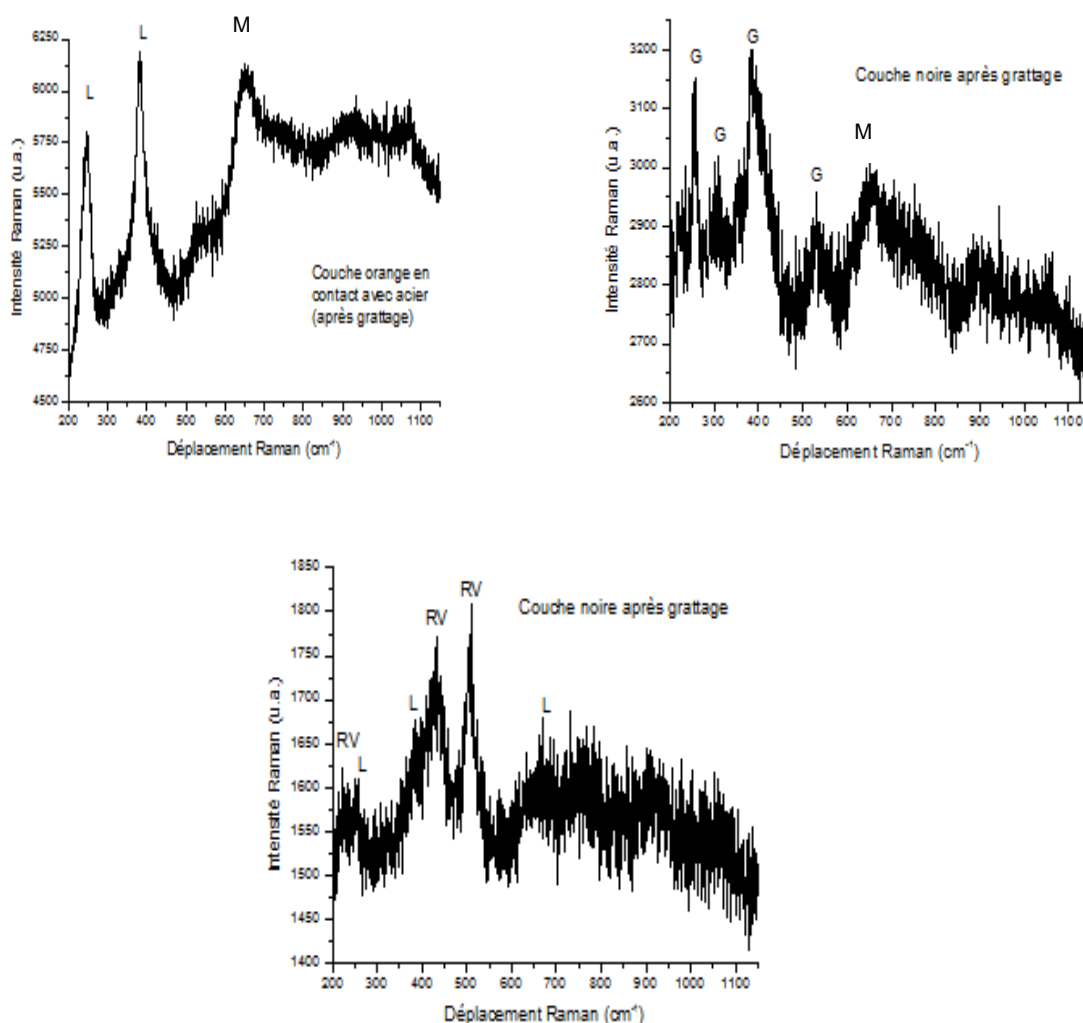 L
L
M
6250
6000
5750
5500
5250
5000
4750
4500
Intensité Raman (u.a.)
Couche orange en
contact avec acier
(après grattage)
200 300 400 500 600 700 800 900 1000 1100
Déplacement Raman (cm⁻¹)
G
G
G
G
M
Couche noire après grattage
3200
3100
3000
2900
2800
2700
2600
Intensité Raman (u.a.)
200 300 400 500 600 700 800 900 1000 1100
Déplacement Raman (cm⁻¹)
RV
L
L
RV
RV
L
Couche noire après grattage
1850
1800
1750
1700
1650
1600
1550
1500
1450
1400
Intensité Raman (u.a.)
200 300 400 500 600 700 800 900 1000 1100
Déplacement Raman (cm⁻¹)